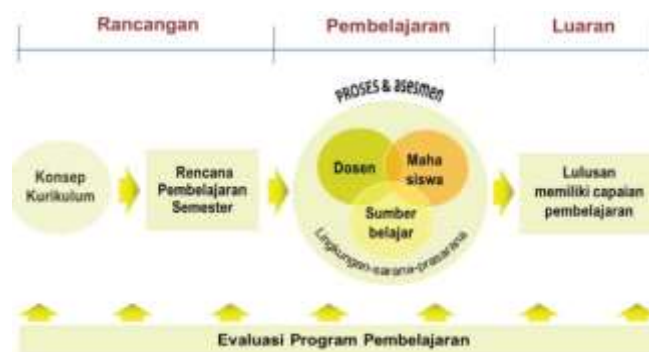 Rancangan
Pembelajaran
Luaran
PROSES & asesmen
Konsep
Kurikulum
Rencana
Pembelajaran
Semester
Dosen
Maha
siswa
Sumber
belajar
Lingkungan-sarana-prasarana
Lulusan
memiliki capaian
pembelajaran
Evaluasi Program Pembelajaran